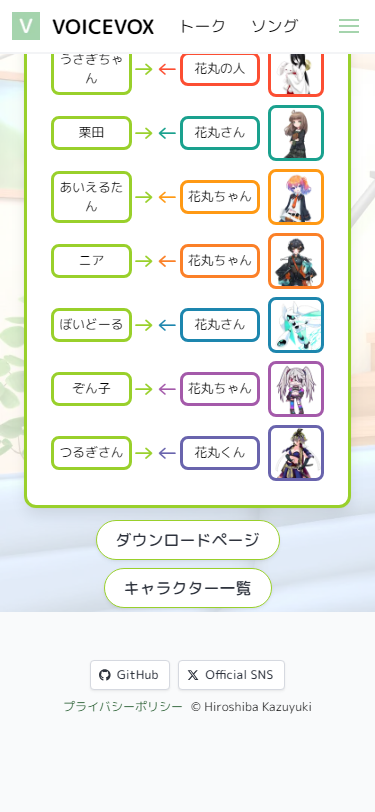 V VOICEVOX トーク ソング
うさぎちゃ
ん
花丸の人
栗田
花丸さん
あいえるた
ん
花丸ちゃん
ニア
花丸ちゃん
ぼいどーる
花丸さん
ぞん子
花丸ちゃん
つるぎさん
花丸くん
ダウンロードページ
キャラクター一覧
GitHub
Official SNS
プライバシーポリシー © Hiroshiba Kazuyuki